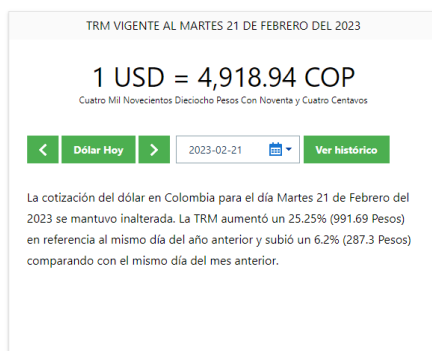 TRM VIGENTE AL MARTES 21 DE FEBRERO DEL 2023
1 USD = 4,918.94 COP
Cuatro Mil Novecientos Dieciocho Pesos Con Noventa y Cuatro Centavos
Dólar Hoy 2023-02-21 Ver histórico
La cotización del dólar en Colombia para el día Martes 21 de Febrero del
2023 se mantuvo inalterada. La TRM aumentó un 25.25% (991.69 Pesos)
en referencia al mismo día del año anterior y subió un 6.2% (287.3 Pesos)
comparando con el mismo día del mes anterior.